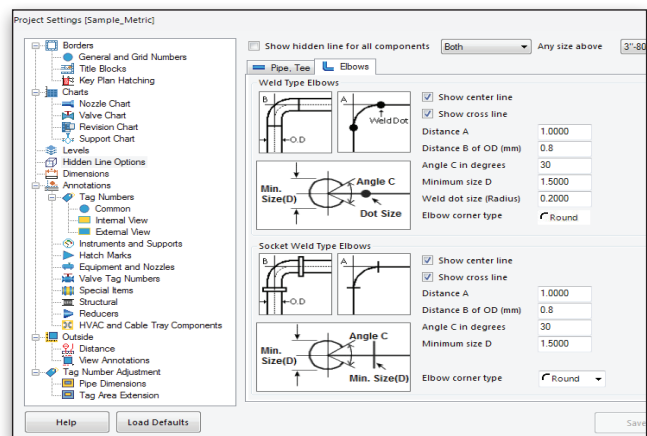 Project Settings [Sample_Metric]
Borders
General and Grid Numbers
Title Blocks
Key Plan Hatching
Charts
Nozzle Chart
Valve Chart
Revision Chart
Support Chart
Levels
Hidden Line Options
Dimensions
Annotations
Tag Numbers
Common
Internal View
External View
Instruments and Supports
Hatch Marks
Equipment and Nozzles
Valve Tag Numbers
Special Items
Structural
Reducers
HVAC and Cable Tray Components
Outside
Distance
View Annotations
Tag Number Adjustment
Pipe Dimensions
Tag Area Extension
Help
Load Defaults
Show hidden line for all components Both Any size above 3"-80
Pipe, Tee Elbows
Weld Type Elbows
B
O.D
A
WeldDot
Min.
Size(D)
Angle C
Dot Size
Show center line
Show cross line
Distance A 1.0000
Distance B of OD (mm) 0.8
Angle C in degrees 30
Minimum size D 1.5000
Weld dot size (Radius) 0.2000
Elbow corner type Round
Socket Weld Type Elbows
B
O.D
A
Min.
Size(D)
Angle C
Min. Size(D)
Show center line
Show cross line
Distance A 1.0000
Distance B of OD (mm) 0.8
Angle C in degrees 30
Minimum size D 1.5000
Elbow corner type Round
Save